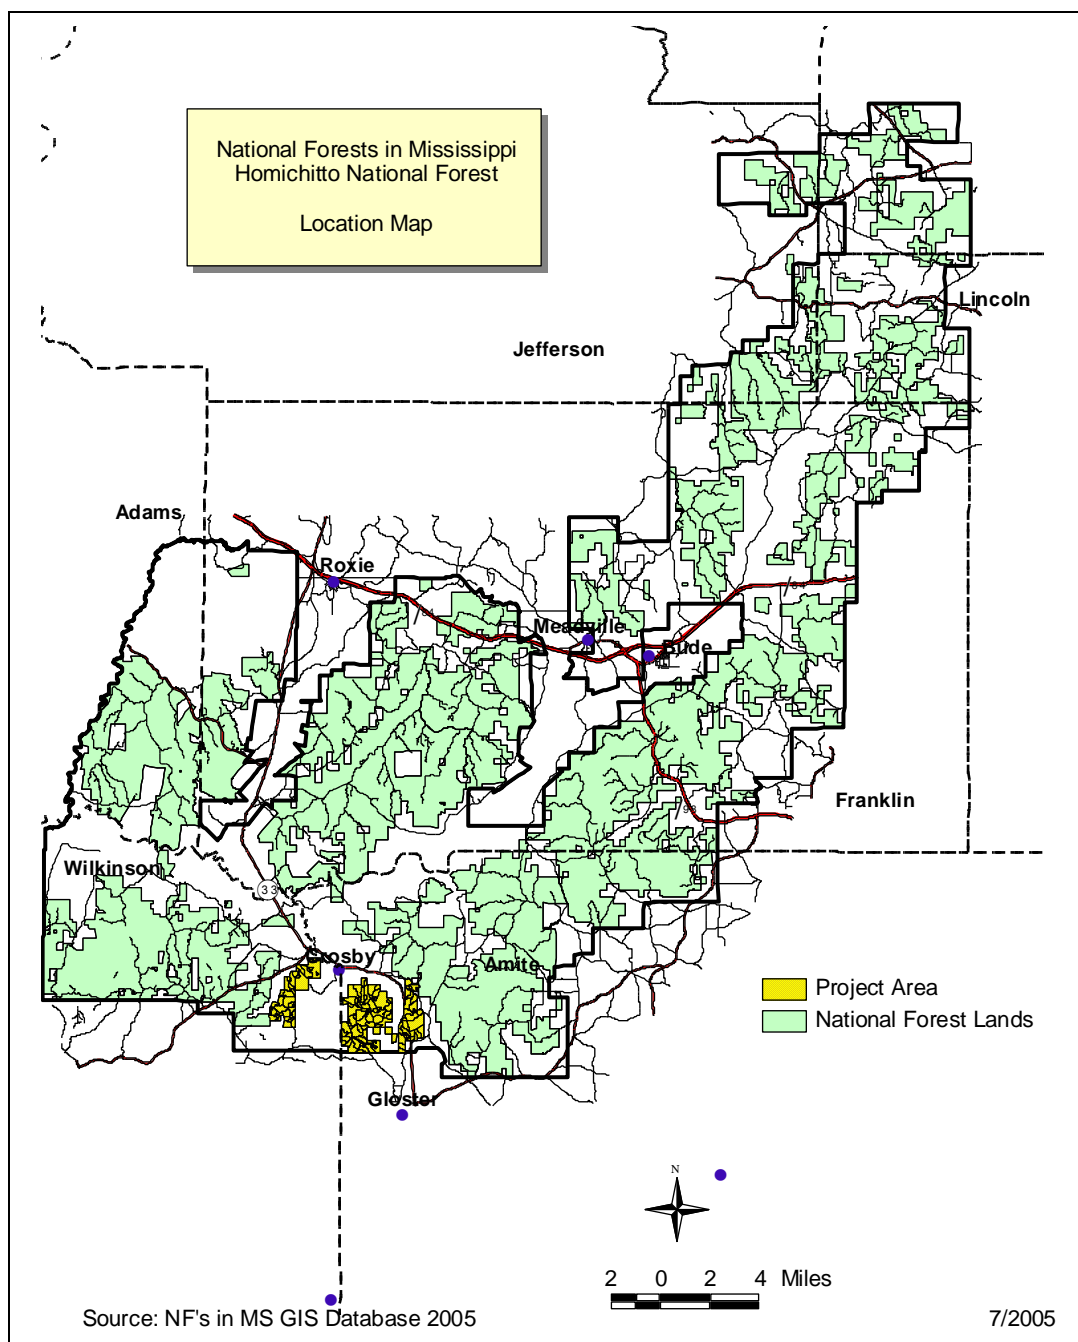 National Forests in Mississippi
Homichitto National Forest
Location Map
Lincoln
Jefferson
Adams
Roxie
Meadville
Bude
Franklin
Wilkinson
33
98
Crosby
Amite
Project Area
National Forest Lands
Gloster
N
2 0 2 4 Miles
Source: NF's in MS GIS Database 2005
7/2005